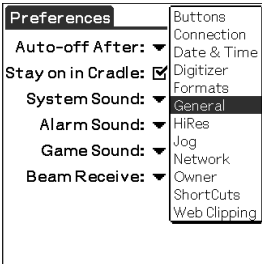 Preferences
Auto-off After:
Stay on in Cradle:
System Sound:
Alarm Sound:
Game Sound:
Beam Receive:
Buttons
Connection
Date & Time
Digitizer
Formats
General
HiRes
Jog
Network
Owner
ShortCuts
Web Clipping